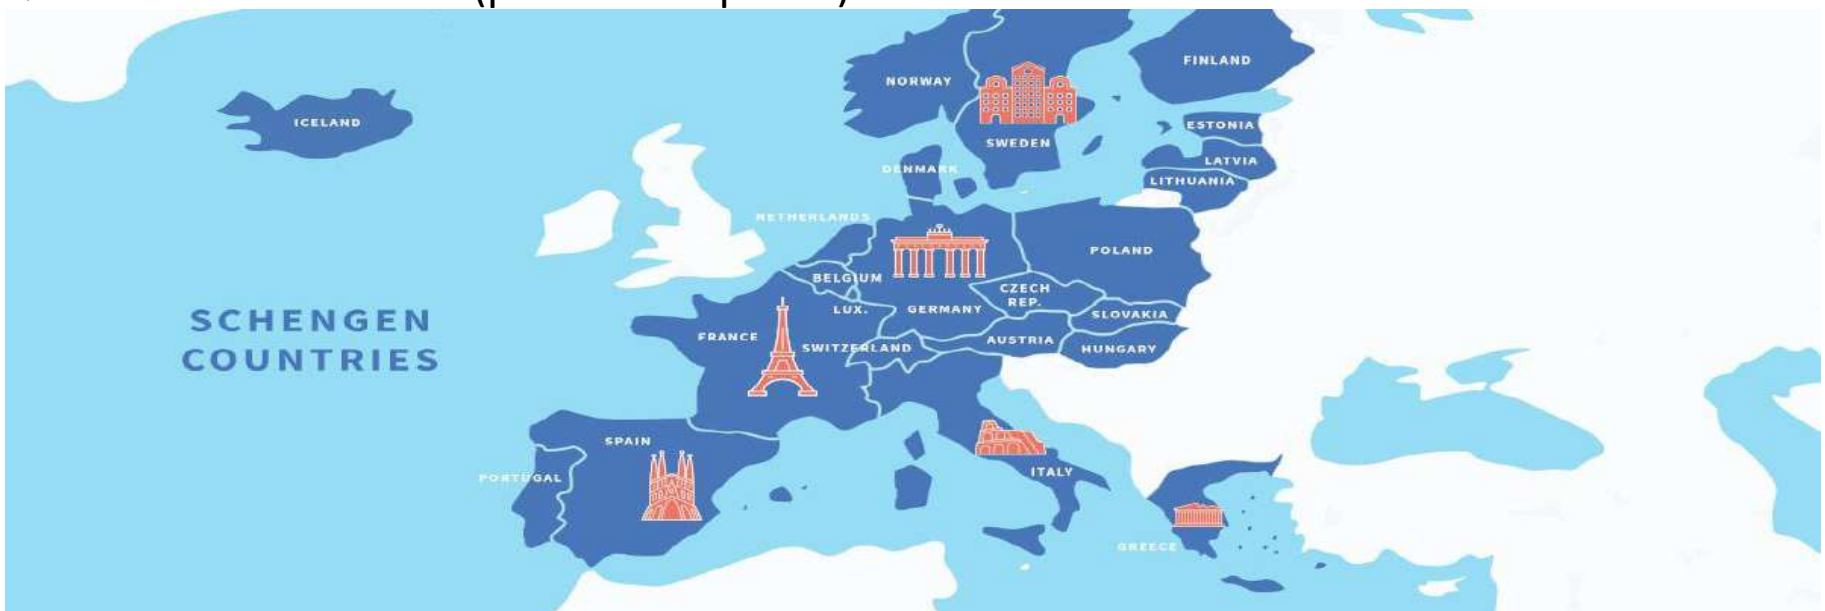 ICELAND
NORWAY
FINLAND
SWEDEN
ESTONIA
LATVIA
LITHUANIA
DENMARK
NETHERLANDS
POLAND
BELGIUM
CZECH
REP.
LUX.
GERMANY
SLOVAKIA
SCHENGEN
COUNTRIES
FRANCE
SWITZERLAND
AUSTRIA
HUNGARY
SPAIN
PORTUGAL
ITALY
GREECE